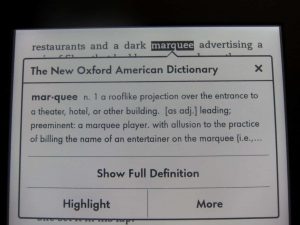 restaurants and a dark marquee advertising a
The New Oxford American Dictionary ×
mar·quee n. 1 a rooflike projection over the entrance to
a theater, hotel, or other building. [as adj.] leading;
preeminent: a marquee player. with allusion to the practice
of billing the name of an entertainer on the marquee (i.e.,...
Show Full Definition
Highlight More